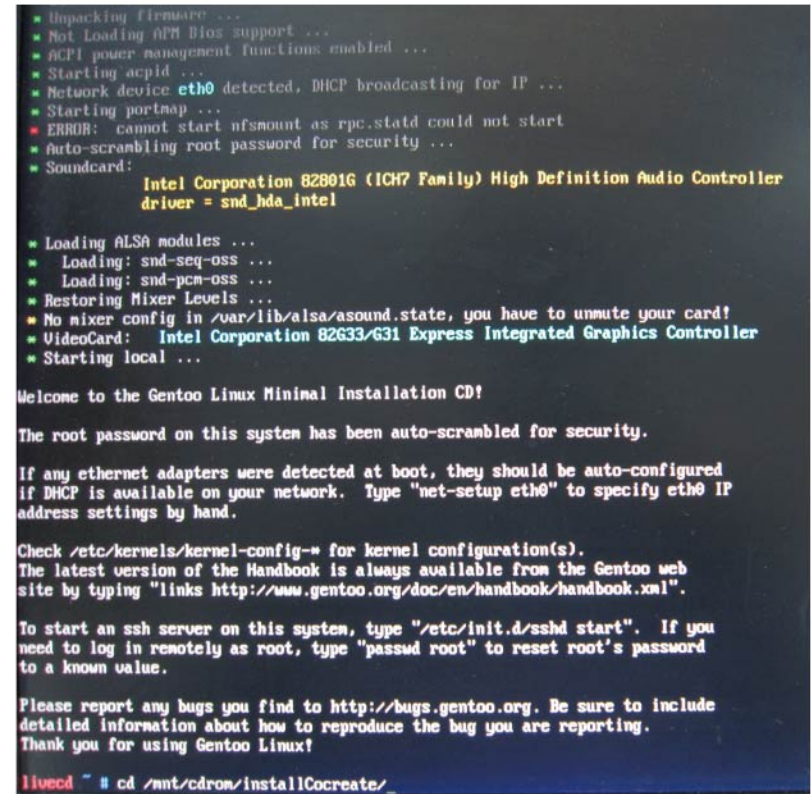 * Unpacking firmware ...
* Not Loading APM Bios support ...
* ACPI power management functions enabled ...
* Starting acpid ...
* Network device eth0 detected, DHCP broadcasting for IP ...
* Starting portmap ...
* ERROR:  cannot start nfsmount as rpc.statd could not start
* Auto-scrambling root password for security ...
* Soundcard:
Intel Corporation 82801G (ICH7 Family) High Definition Audio Controller
driver = snd_hda_intel
* Loading ALSA modules ...
*   Loading: snd-seq-oss ...
*   Loading: snd-pcm-oss ...
* Restoring Mixer Levels ...
* No mixer config in /var/lib/alsa/asound.state, you have to unmute your card!
* VideoCard:   Intel Corporation 82G33/G31 Express Integrated Graphics Controller
* Starting local ...
Welcome to the Gentoo Linux Minimal Installation CD!
The root password on this system has been auto-scrambled for security.
If any ethernet adapters were detected at boot, they should be auto-configured
if DHCP is available on your network.  Type "net-setup eth0" to specify eth0 IP
address settings by hand.
Check /etc/kernels/kernel-config-* for kernel configuration(s).
The latest version of the Handbook is always available from the Gentoo web
site by typing "links http://www.gentoo.org/doc/en/handbook/handbook.xml".
To start an ssh server on this system, type "/etc/init.d/sshd start".  If you
need to log in remotely as root, type "passwd root" to reset root's password
to a known value.
Please report any bugs you find to http://bugs.gentoo.org. Be sure to include
detailed information about how to reproduce the bug you are reporting.
Thank you for using Gentoo Linux!
livecd ~ # cd /mnt/cdrom/installCocreate/_